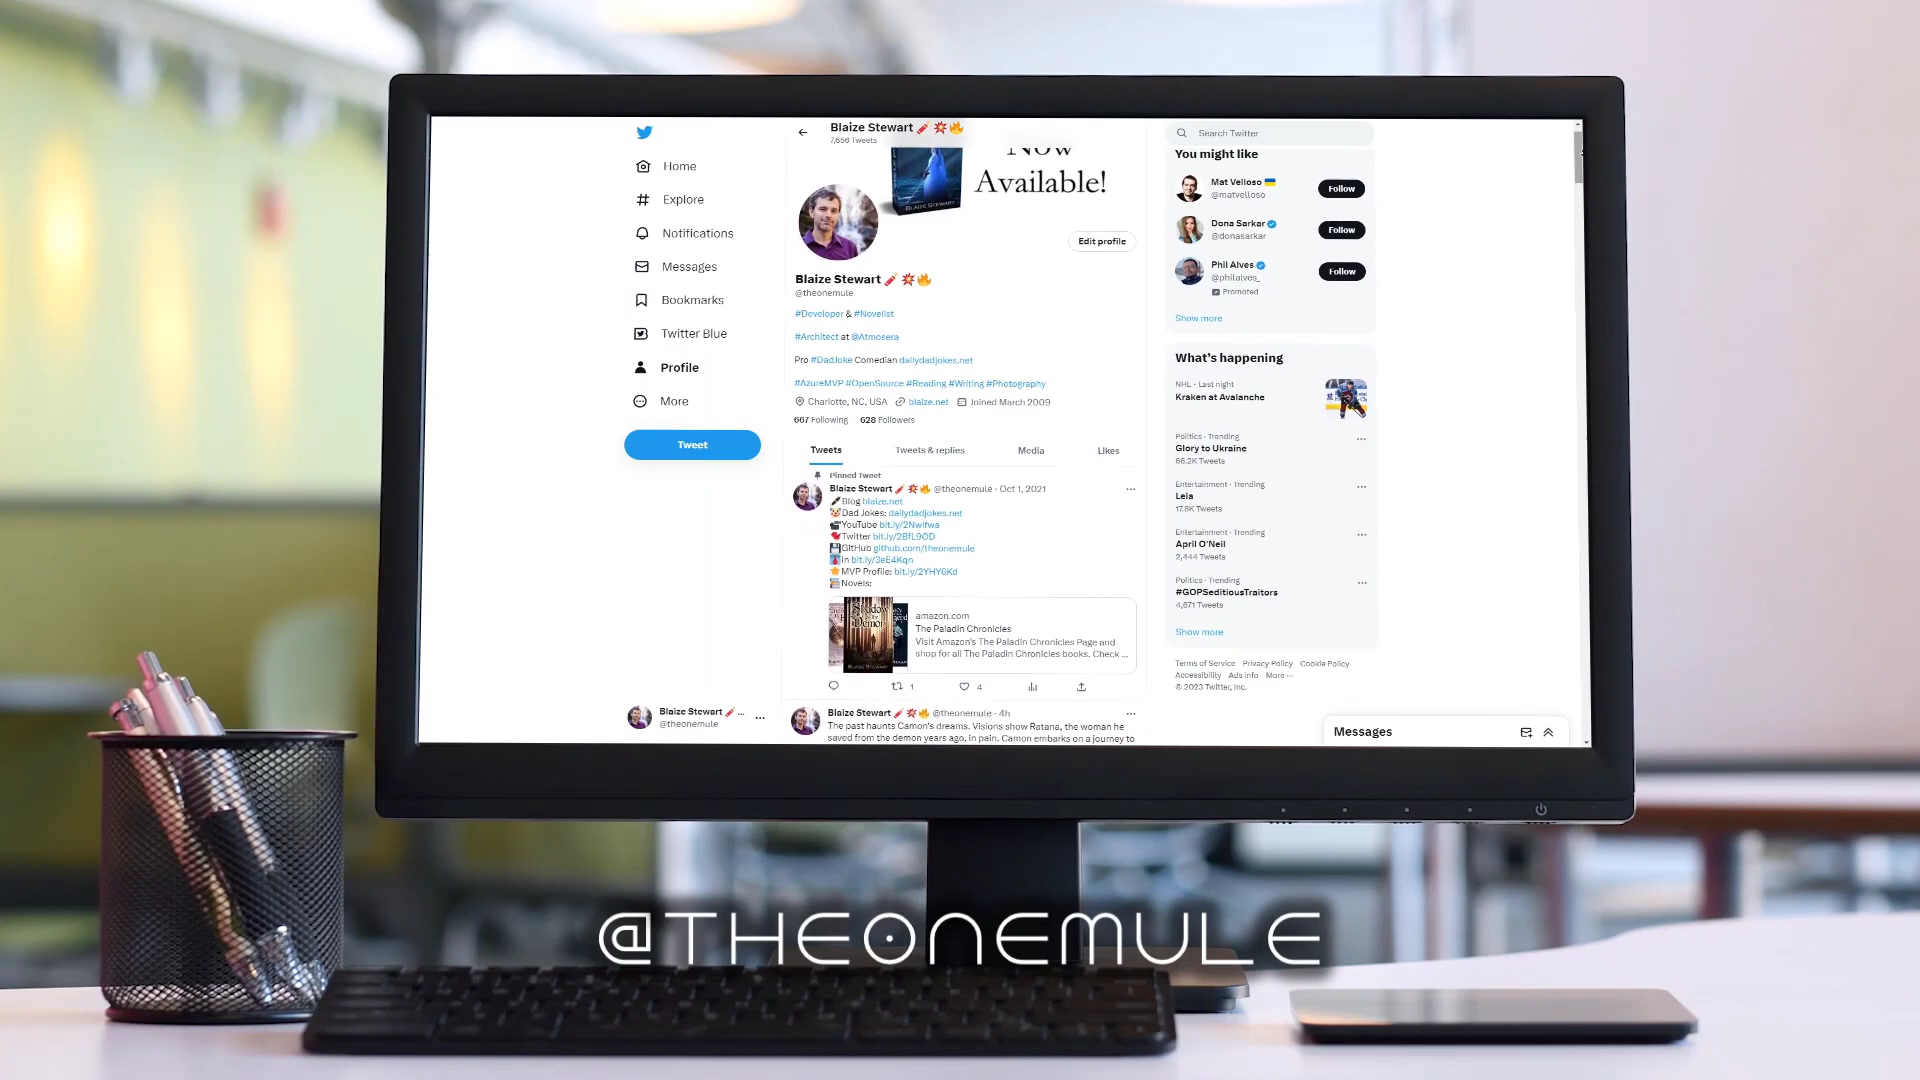 Home
Explore
Notifications
Messages
Bookmarks
Twitter Blue
Profile
More
Tweet
Blaize Stewart 🧨 ...
@theonemule
Blaize Stewart 🧨 💥🔥
7,656 Tweets
BLAIZE STEWART
Now
Available!
Edit profile
Blaize Stewart 🧨 💥🔥
@theonemule
#Developer & #Novelist
#Architect at @Atmosera
Pro #DadJoke Comedian dailydadjokes.net
#AzureMVP #OpenSource #Reading #Writing #Photography
Charlotte, NC, USA blaize.net Joined March 2009
667 Following 628 Followers
Tweets Tweets & replies Media Likes
Pinned Tweet
Blaize Stewart 🧨 💥🔥 @theonemule · Oct 1, 2021
Blog blaize.net
Dad Jokes: dailydadjokes.net
YouTube bit.ly/2Nwifwa
Twitter bit.ly/2BfL9OD
GitHub github.com/theonemule
In bit.ly/3eE4Kqn
MVP Profile: bit.ly/2YHY6Kd
Novels:
Shadow
Demon
BLAIZE STEWART
amazon.com
The Paladin Chronicles
Visit Amazon's The Paladin Chronicles Page and
shop for all The Paladin Chronicles books. Check ...
1 4
Blaize Stewart 🧨 💥🔥 @theonemule · 4h
The past haunts Camon's dreams. Visions show Ratana, the woman he
saved from the demon years ago, in pain. Camon embarks on a journey to
Search Twitter
You might like
Mat Velloso 🇺🇦
@matvelloso
Follow
Dona Sarkar
@donasarkar
Follow
Phil Alves
@philalves_
Promoted
Follow
Show more
What's happening
NHL · Last night
Kraken at Avalanche
Politics · Trending
Glory to Ukraine
66.2K Tweets
Entertainment · Trending
Leia
17.8K Tweets
Entertainment · Trending
April O'Neil
2,444 Tweets
Politics · Trending
#GOPSeditiousTraitors
4,671 Tweets
Show more
Terms of Service Privacy Policy Cookie Policy
Accessibility Ads info More ···
© 2023 Twitter, Inc.
Messages
@THEONEMULE